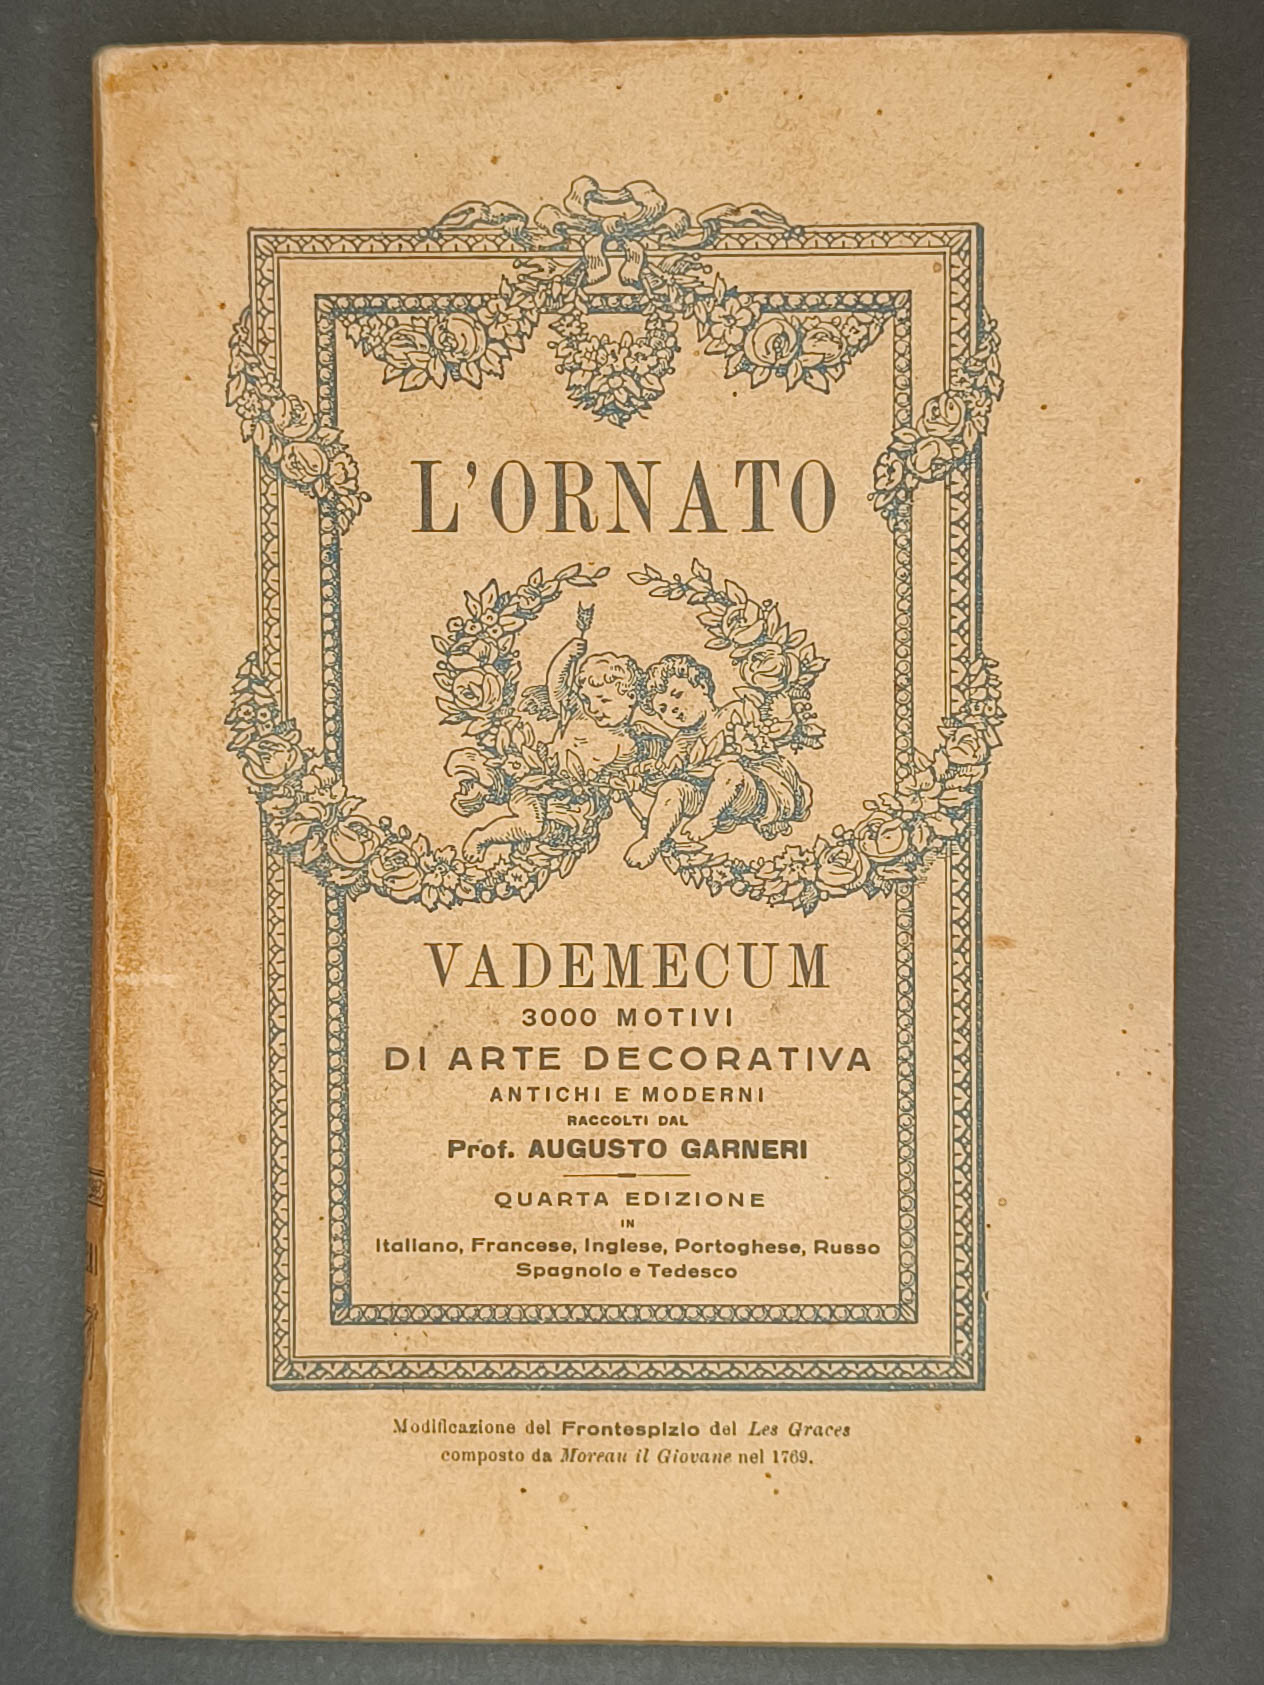 L'ORNATO
VADEMECUM
3000 MOTIVI
DI ARTE DECORATIVA
ANTICHI E MODERNI
RACCOLTI DAL
Prof. AUGUSTO GARNERI
QUARTA EDIZIONE
IN
Italiano, Francese, Inglese, Portoghese, Russo
Spagnolo e Tedesco
Modificazione del Frontespizio del Les Graces
composto da Moreau il Giovane nel 1769.